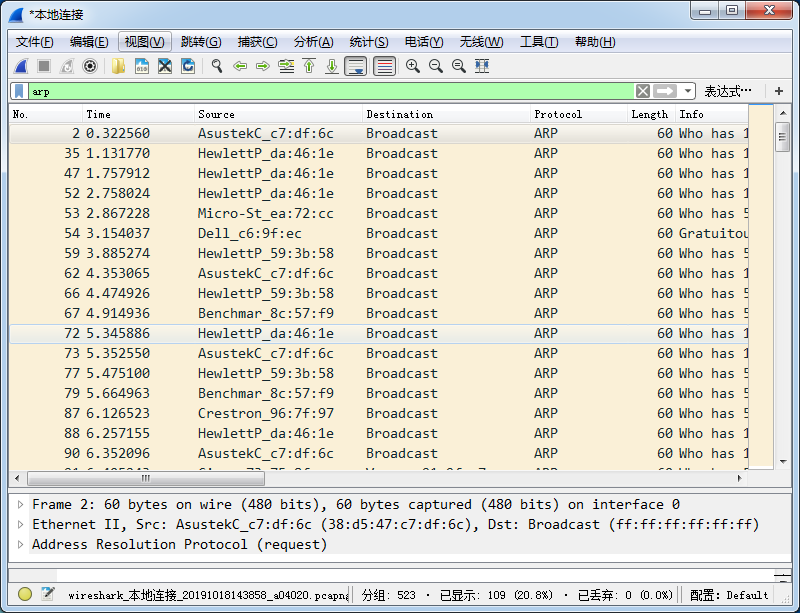 *本地连接
文件(F) 编辑(E) 视图(V) 跳转(G) 捕获(C) 分析(A) 统计(S) 电话(Y) 无线(W) 工具(T) 帮助(H)
arp 表达式… +
No. Time Source Destination Protocol Length Info
2 0.322560 AsustekC_c7:df:6c Broadcast ARP 60 Who has 1
35 1.131770 HewlettP_da:46:1e Broadcast ARP 60 Who has 1
47 1.757912 HewlettP_da:46:1e Broadcast ARP 60 Who has 1
52 2.758024 HewlettP_da:46:1e Broadcast ARP 60 Who has 1
53 2.867228 Micro-St_ea:72:cc Broadcast ARP 60 Who has 5
54 3.154037 Dell_c6:9f:ec Broadcast ARP 60 Gratuitou
59 3.885274 HewlettP_59:3b:58 Broadcast ARP 60 Who has 5
62 4.353065 AsustekC_c7:df:6c Broadcast ARP 60 Who has 1
66 4.474926 HewlettP_59:3b:58 Broadcast ARP 60 Who has 5
67 4.914936 Benchmar_8c:57:f9 Broadcast ARP 60 Who has 5
72 5.345886 HewlettP_da:46:1e Broadcast ARP 60 Who has 1
73 5.352550 AsustekC_c7:df:6c Broadcast ARP 60 Who has 1
77 5.475100 HewlettP_59:3b:58 Broadcast ARP 60 Who has 5
79 5.664963 Benchmar_8c:57:f9 Broadcast ARP 60 Who has 5
87 6.126523 Crestron_96:7f:97 Broadcast ARP 60 Who has 5
88 6.257155 HewlettP_da:46:1e Broadcast ARP 60 Who has 1
90 6.352096 AsustekC_c7:df:6c Broadcast ARP 60 Who has 1
Frame 2: 60 bytes on wire (480 bits), 60 bytes captured (480 bits) on interface 0
Ethernet II, Src: AsustekC_c7:df:6c (38:d5:47:c7:df:6c), Dst: Broadcast (ff:ff:ff:ff:ff:ff)
Address Resolution Protocol (request)
wireshark_本地连接_20191018143858_a04020.pcapng 分组: 523 · 已显示: 109 (20.8%) · 已丢弃: 0 (0.0%) 配置: Default